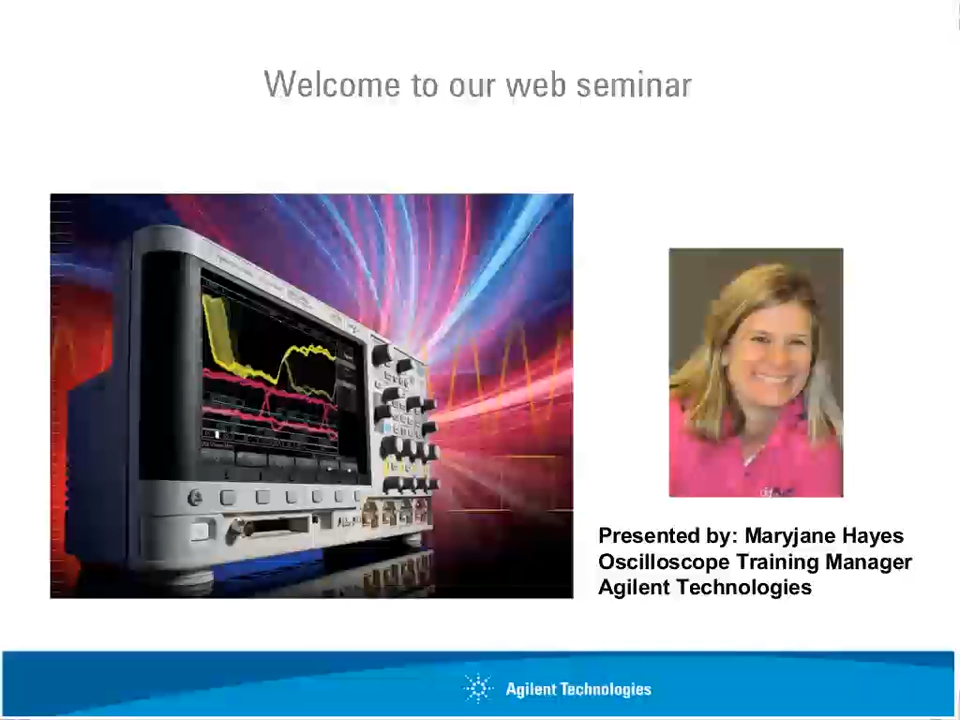 Welcome to our web seminar
Presented by: Maryjane Hayes
Oscilloscope Training Manager
Agilent Technologies
Agilent Technologies